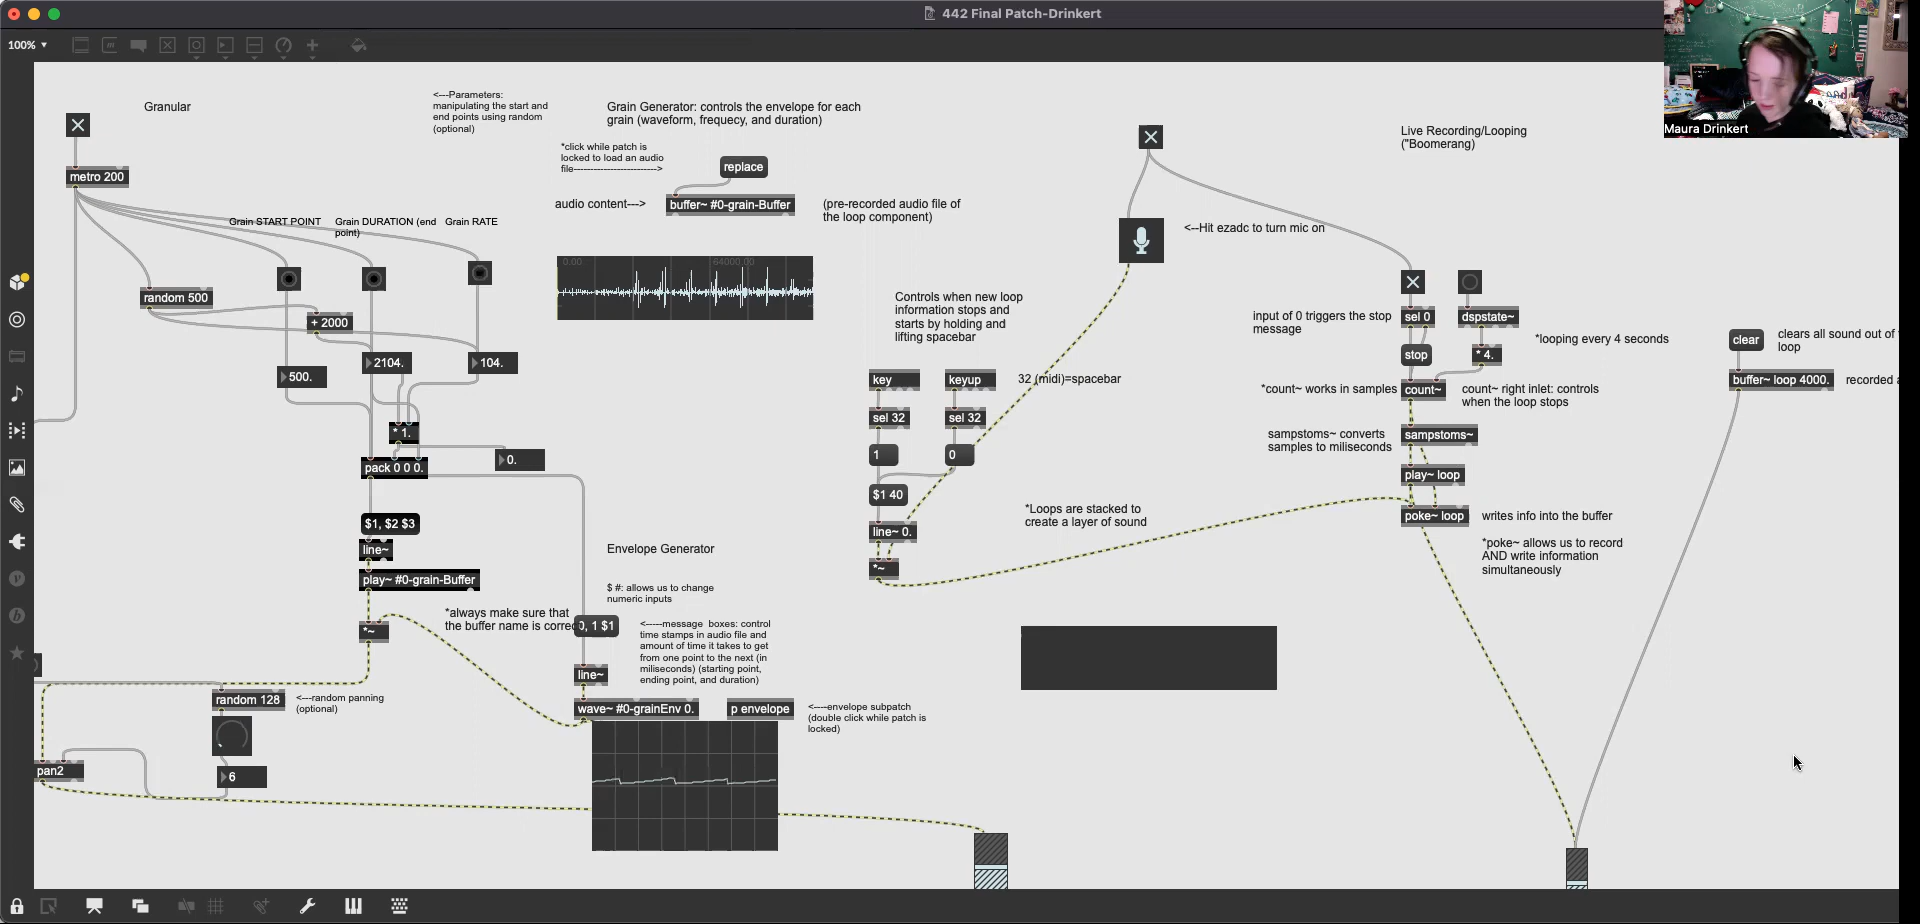 442 Final Patch-Drinkert
100%
Maura Drinkert
Granular
<---Parameters:
manipulating the start and
end points using random
(optional)
Grain Generator: controls the envelope for each
grain (waveform, frequecy, and duration)
*click while patch is
locked to load an audio
file------------------------->
replace
audio content--->
buffer~ #0-grain-Buffer
(pre-recorded audio file of
the loop component)
metro 200
Grain START POINT
Grain DURATION (end
point)
Grain RATE
random 500
+ 2000
500.
2104.
104.
* 1.
pack 0 0 0.
0.
$1, $2 $3
line~
play~ #0-grain-Buffer
*~
*always make sure that
the buffer name is correc
0.00
64000.00
Envelope Generator
$ #: allows us to change
numeric inputs
0, 1 $1
<-----message boxes: control
time stamps in audio file and
amount of time it takes to get
from one point to the next (in
miliseconds) (starting point,
ending point, and duration)
line~
wave~ #0-grainEnv 0.
p envelope
<----envelope subpatch
(double click while patch is
locked)
random 128
<---random panning
(optional)
6
pan2
Controls when new loop
information stops and
starts by holding and
lifting spacebar
key
keyup
32 (midi)=spacebar
sel 32
sel 32
1
0
$1 40
line~ 0.
*~
*Loops are stacked to
create a layer of sound
<--Hit ezadc to turn mic on
Live Recording/Looping
("Boomerang)
input of 0 triggers the stop
message
sel 0
dspstate~
stop
* 4.
*looping every 4 seconds
*count~ works in samples
count~
count~ right inlet: controls
when the loop stops
sampstoms~ converts
samples to miliseconds
sampstoms~
play~ loop
poke~ loop
writes info into the buffer
*poke~ allows us to record
AND write information
simultaneously
clear
clears all sound out of
loop
buffer~ loop 4000.
recorded a